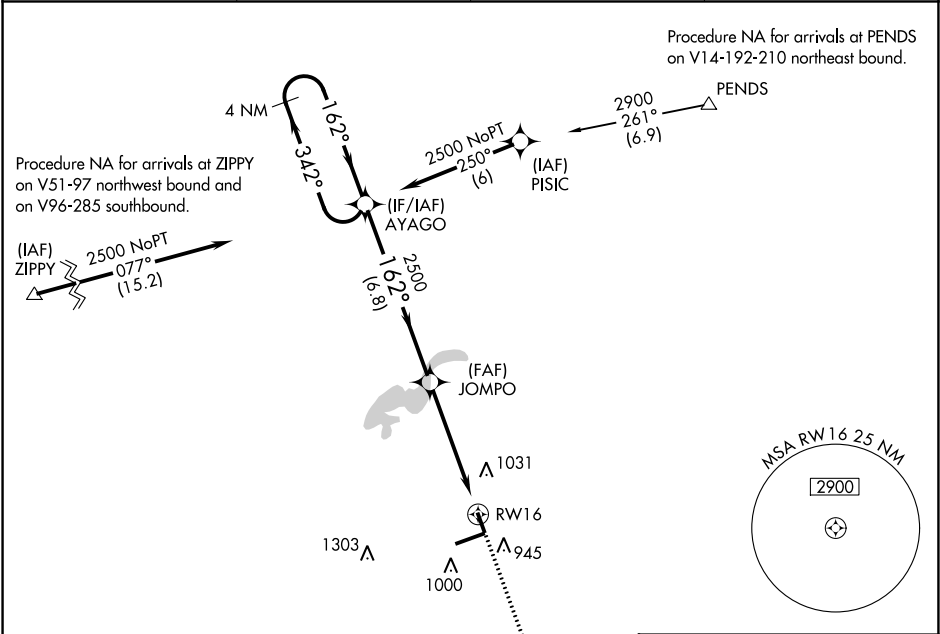 Procedure NA for arrivals at PENDS
on V14-192-210 northeast bound.
PENDS
2900
261°
(6.9)
4 NM
162°
342°
2500 NoPT
250°
(6)
(IAF)
PISIC
Procedure NA for arrivals at ZIPPY
on V51-97 northwest bound and
on V96-285 southbound.
(IF/IAF)
AYAGO
(IAF)
ZIPPY
2500 NoPT
077°
(15.2)
2500
162°
(6.8)
(FAF)
JOMPO
1031
RW16
1303
945
1000
MSA RW16 25 NM
2900